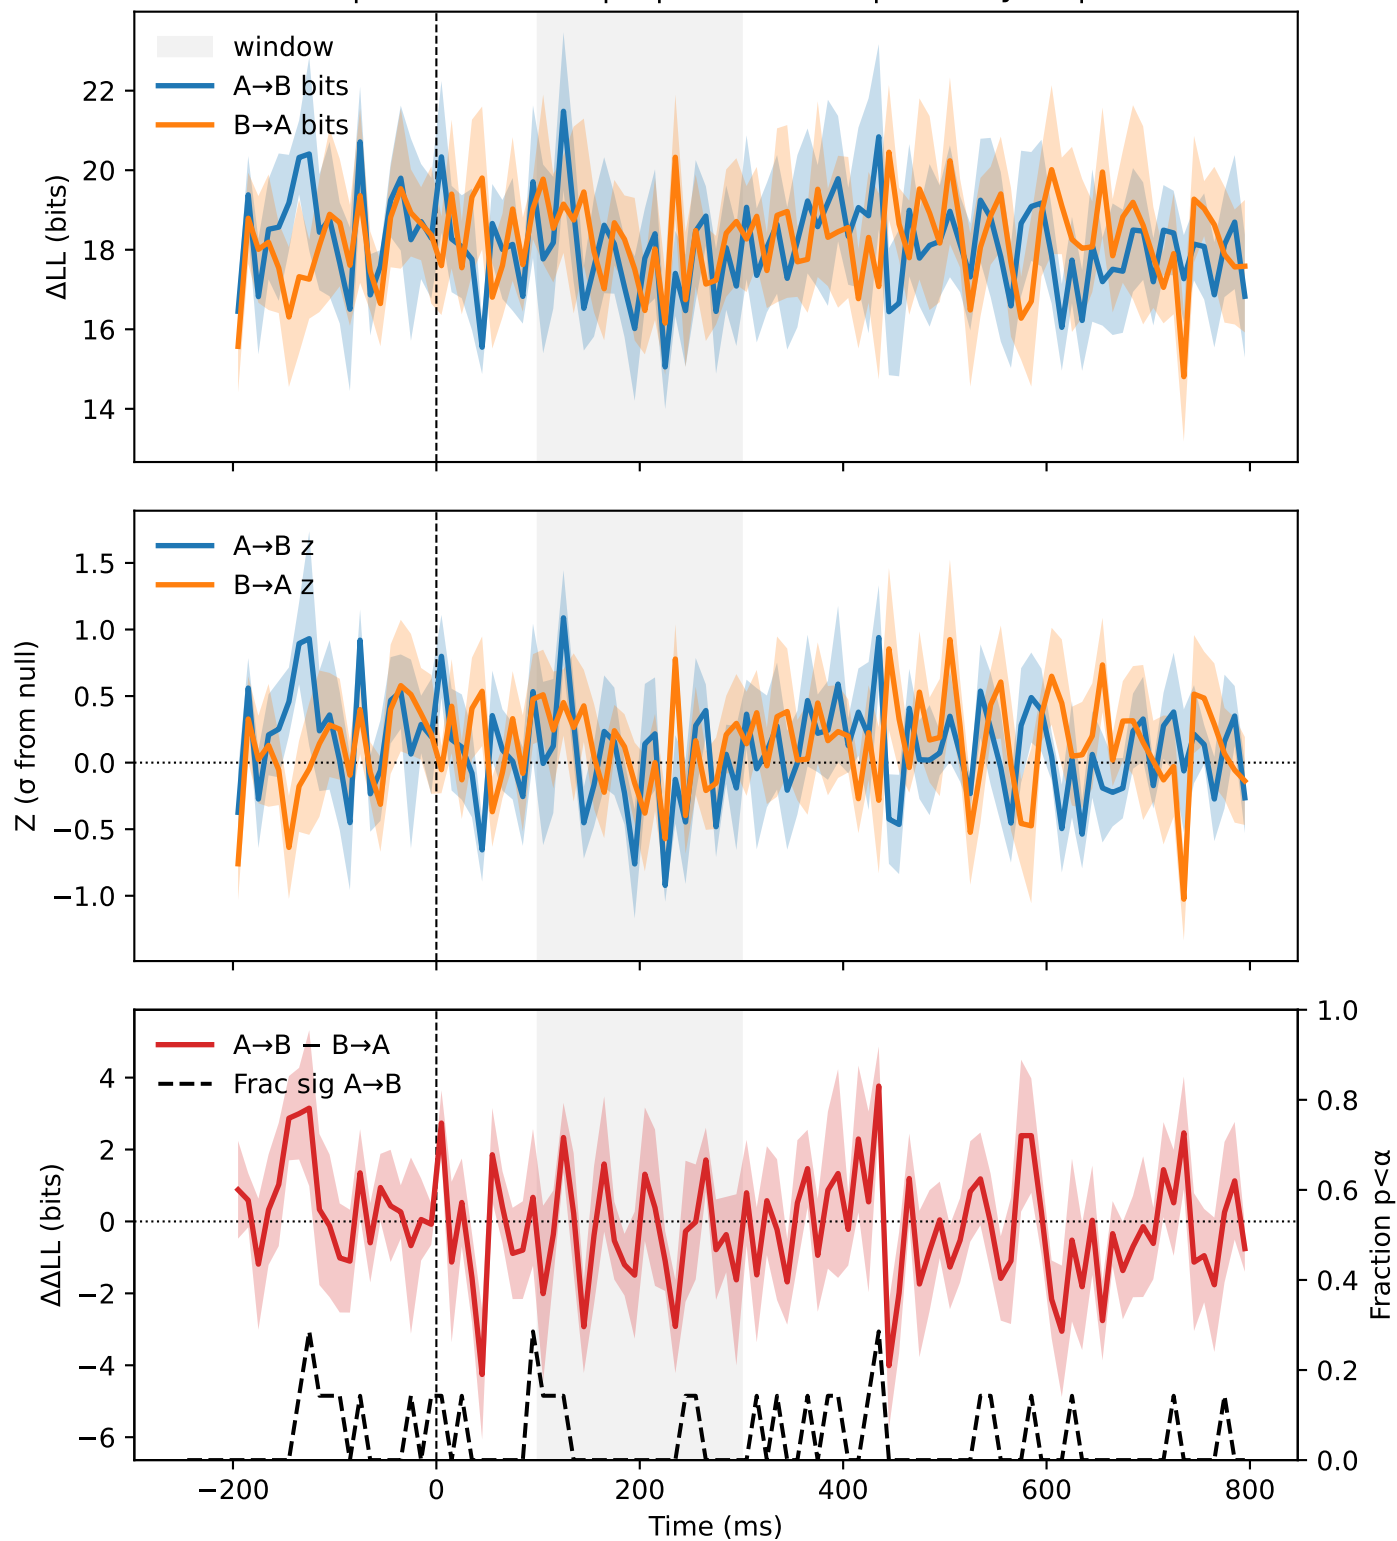 window
A→B bits
B→A bits
ΔLL (bits)
22
20
18
16
14
A→B z
B→A z
Z (σ from null)
1.5
1.0
0.5
0.0
−0.5
−1.0
A→B − B→A
Frac sig A→B
ΔΔLL (bits)
4
2
0
−2
−4
−6
1.0
0.8
0.6
0.4
0.2
0.0
Fraction p<α
−200 0 200 400 600 800
Time (ms)